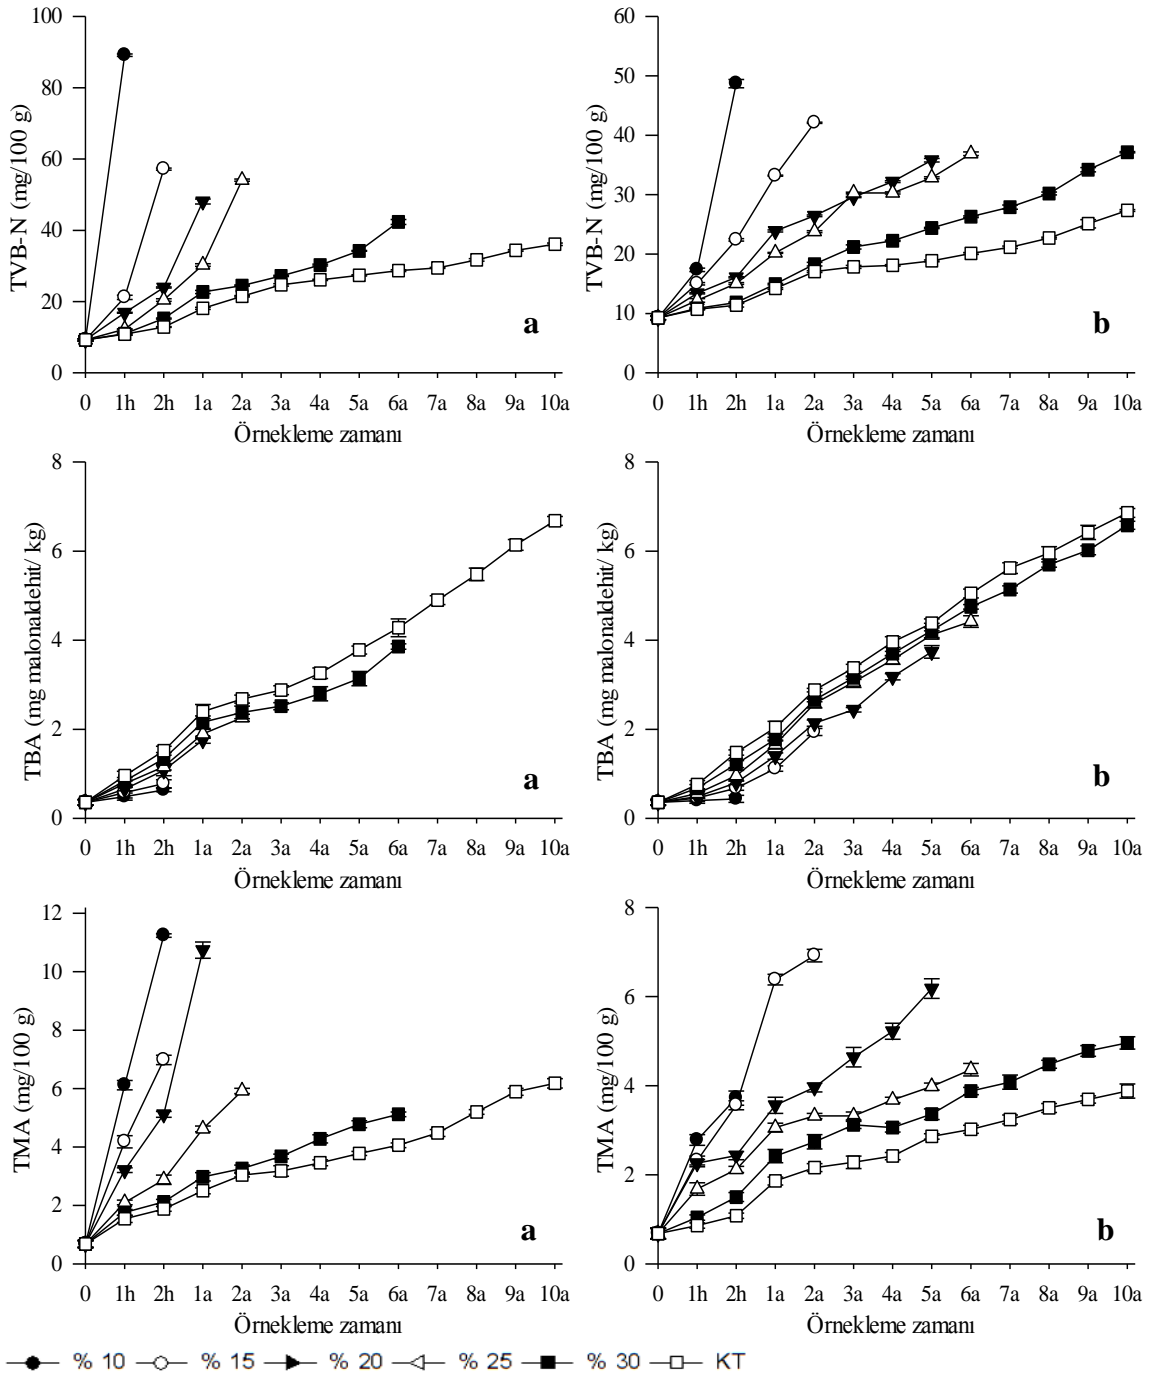 TVB-N (mg/100 g)
100
80
60
40
20
0
a
0 1h 2h 1a 2a 3a 4a 5a 6a 7a 8a 9a 10a
Örnekleme zamanı
TVB-N (mg/100 g)
60
50
40
30
20
10
0
b
0 1h 2h 1a 2a 3a 4a 5a 6a 7a 8a 9a 10a
Örnekleme zamanı
TBA (mg malonaldehit/ kg)
8
6
4
2
0
a
0 1h 2h 1a 2a 3a 4a 5a 6a 7a 8a 9a 10a
Örnekleme zamanı
TBA (mg malonaldehit/ kg)
8
6
4
2
0
b
0 1h 2h 1a 2a 3a 4a 5a 6a 7a 8a 9a 10a
Örnekleme zamanı
TMA (mg/100 g)
12
10
8
6
4
2
0
a
0 1h 2h 1a 2a 3a 4a 5a 6a 7a 8a 9a 10a
Örnekleme zamanı
TMA (mg/100 g)
8
6
4
2
0
b
0 1h 2h 1a 2a 3a 4a 5a 6a 7a 8a 9a 10a
Örnekleme zamanı
% 10 % 15 % 20 % 25 % 30 KT